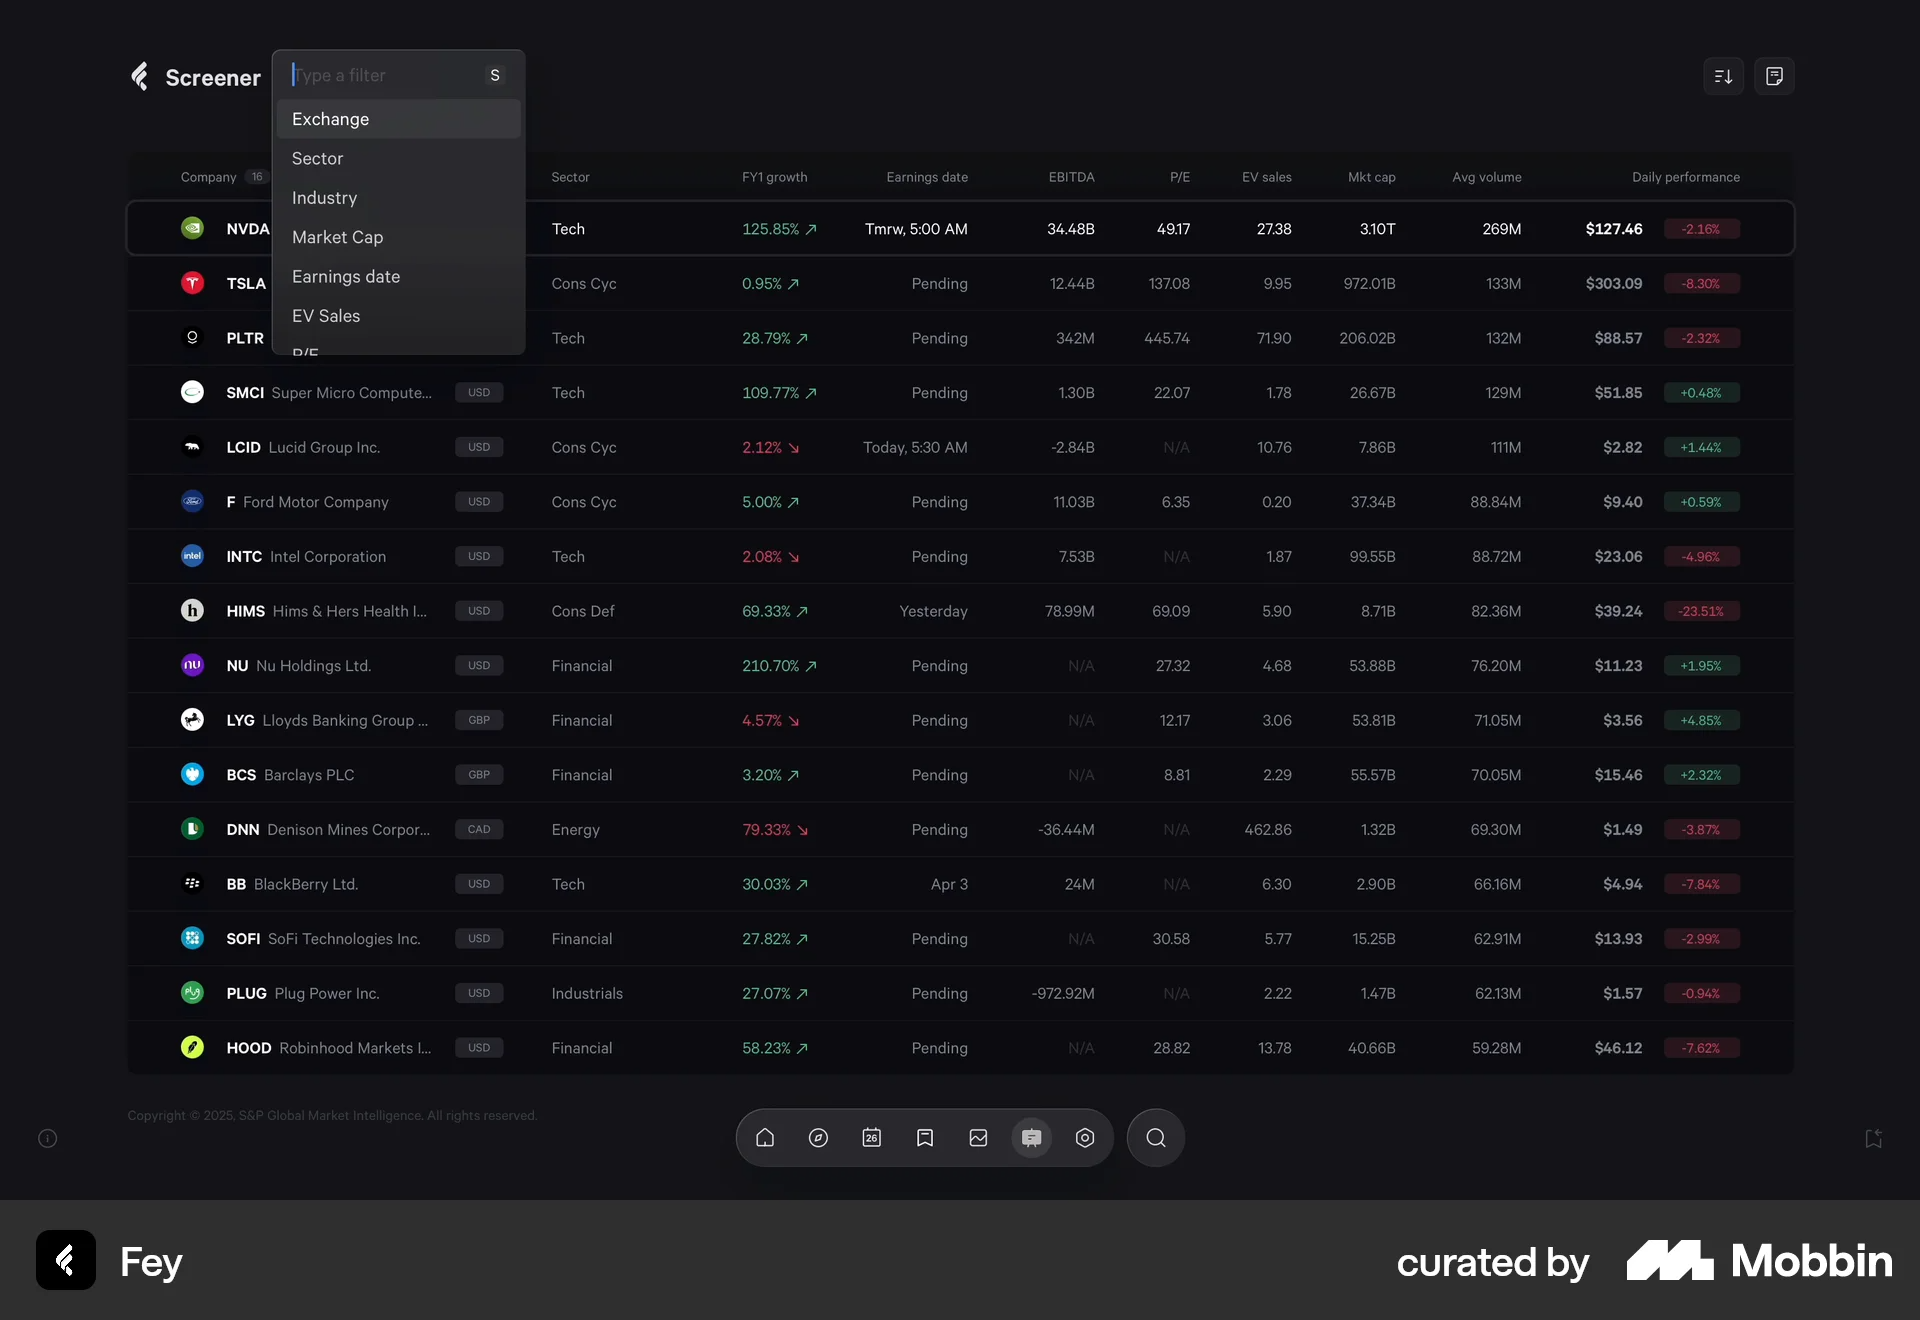 Screener
Type a filter S
Exchange
Sector
Industry
Market Cap
Earnings date
EV Sales
P/E
Company 16 Sector FY1 growth Earnings date EBITDA P/E EV sales Mkt cap Avg volume Daily performance
NVDA Tech 125.85% Tmrw, 5:00 AM 34.48B 49.17 27.38 3.10T 269M $127.46 -2.16%
TSLA Cons Cyc 0.95% Pending 12.44B 137.08 9.95 972.01B 133M $303.09 -8.30%
PLTR Tech 28.79% Pending 342M 445.74 71.90 206.02B 132M $88.57 -2.32%
SMCI Super Micro Compute... USD Tech 109.77% Pending 1.30B 22.07 1.78 26.67B 129M $51.85 +0.48%
LCID Lucid Group Inc. USD Cons Cyc 2.12% Today, 5:30 AM -2.84B N/A 10.76 7.86B 111M $2.82 +1.44%
F Ford Motor Company USD Cons Cyc 5.00% Pending 11.03B 6.35 0.20 37.34B 88.84M $9.40 +0.59%
intel INTC Intel Corporation USD Tech 2.08% Pending 7.53B N/A 1.87 99.55B 88.72M $23.06 -4.96%
h HIMS Hims & Hers Health I... USD Cons Def 69.33% Yesterday 78.99M 69.09 5.90 8.71B 82.36M $39.24 -23.51%
nu NU Nu Holdings Ltd. USD Financial 210.70% Pending N/A 27.32 4.68 53.88B 76.20M $11.23 +1.95%
LYG Lloyds Banking Group ... GBP Financial 4.57% Pending N/A 12.17 3.06 53.81B 71.05M $3.56 +4.85%
BCS Barclays PLC GBP Financial 3.20% Pending N/A 8.81 2.29 55.57B 70.05M $15.46 +2.32%
DNN Denison Mines Corpor... CAD Energy 79.33% Pending -36.44M N/A 462.86 1.32B 69.30M $1.49 -3.87%
BB BlackBerry Ltd. USD Tech 30.03% Apr 3 24M N/A 6.30 2.90B 66.16M $4.94 -7.84%
SOFI SoFi Technologies Inc. USD Financial 27.82% Pending N/A 30.58 5.77 15.25B 62.91M $13.93 -2.99%
plug PLUG Plug Power Inc. USD Industrials 27.07% Pending -972.92M N/A 2.22 1.47B 62.13M $1.57 -0.94%
HOOD Robinhood Markets I... USD Financial 58.23% Pending N/A 28.82 13.78 40.66B 59.28M $46.12 -7.62%
Copyright © 2025, S&P Global Market Intelligence. All rights reserved.
26
Fey
curated by Mobbin